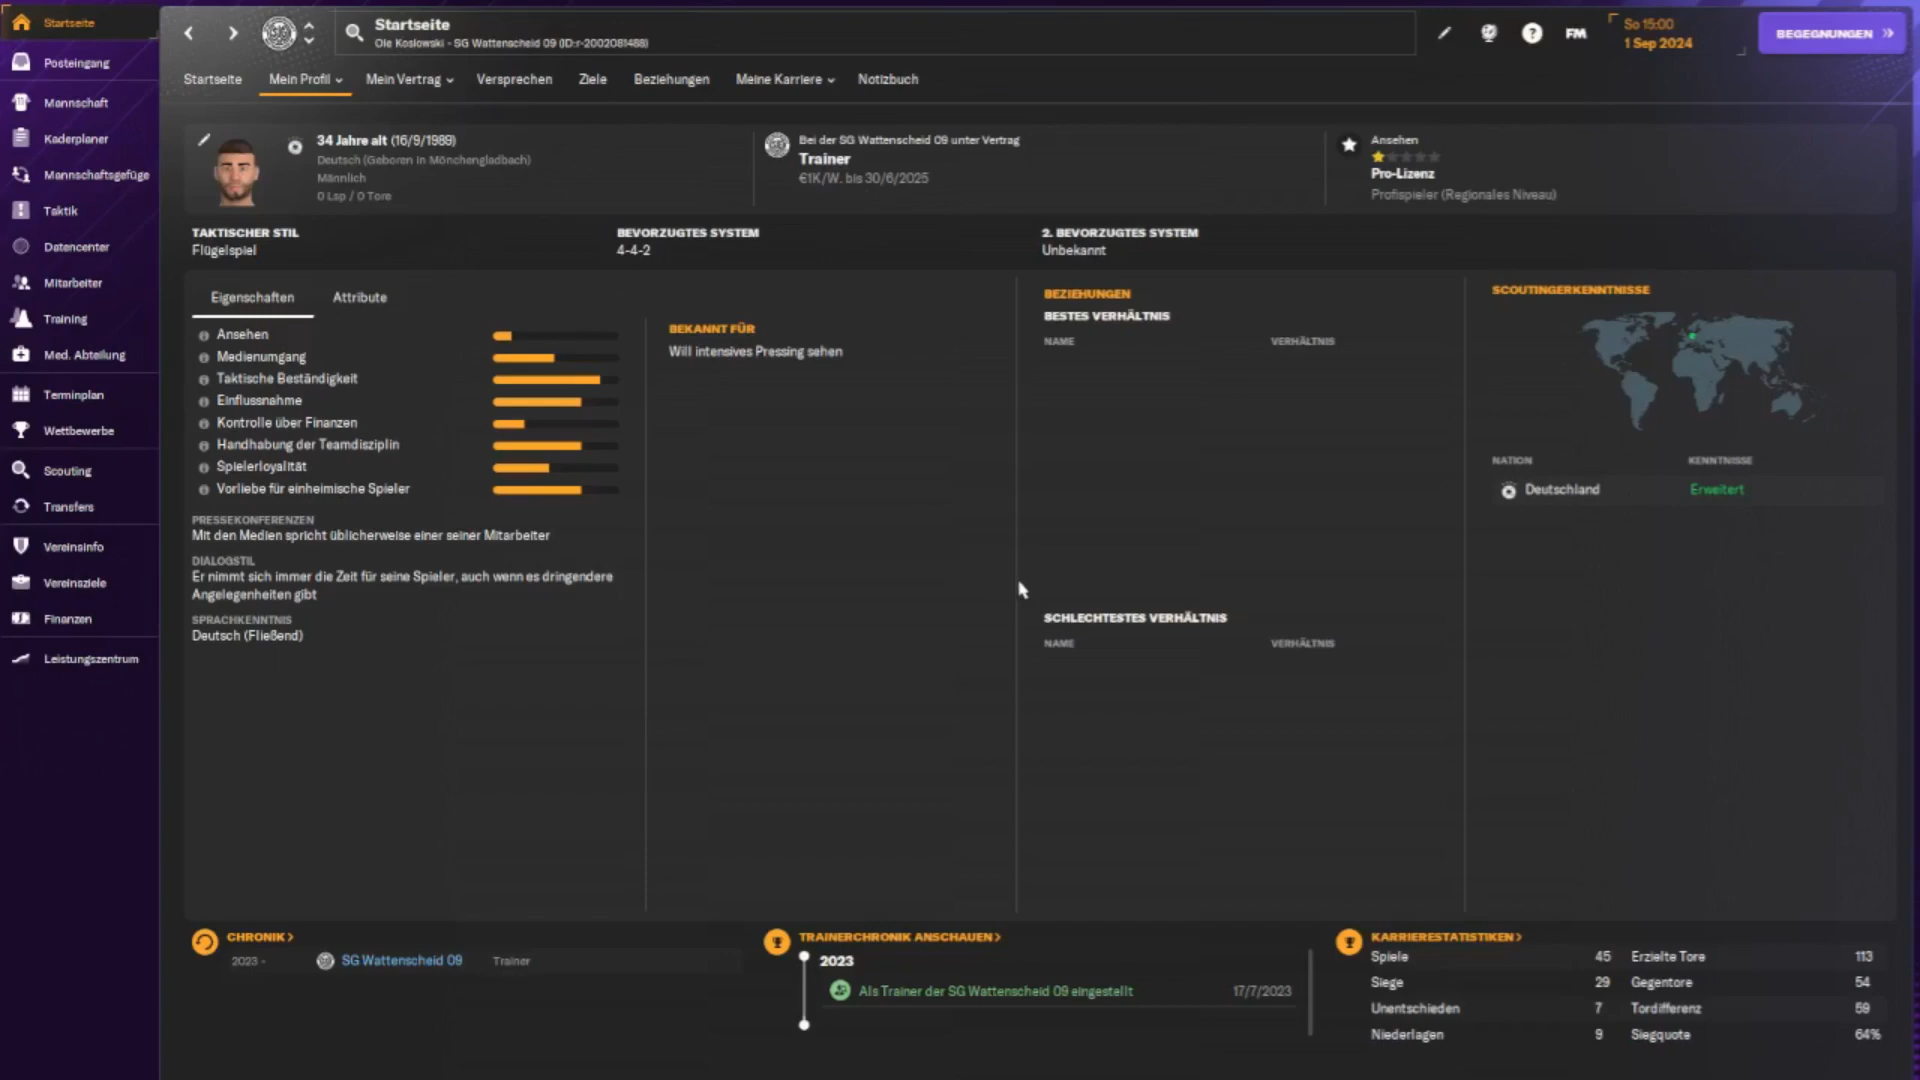 Startseite
Posteingang
Mannschaft
Kaderplaner
Mannschaftsgefüge
Taktik
Datencenter
Mitarbeiter
Training
Med. Abteilung
Terminplan
Wettbewerbe
Scouting
Transfers
Vereinsinfo
Vereinsziele
Finanzen
Leistungszentrum
Startseite
Ole Koslowski - SG Wattenscheid 09 (ID:r-2002081488)
FM
So 15:00
1 Sep 2024
BEGEGNUNGEN
Startseite Mein Profil Mein Vertrag Versprechen Ziele Beziehungen Meine Karriere Notizbuch
34 Jahre alt (16/9/1989)
Deutsch (Geboren in Mönchengladbach)
Männlich
0 Lsp / 0 Tore
Bei der SG Wattenscheid 09 unter Vertrag
Trainer
€1K/W. bis 30/6/2025
Ansehen
Pro-Lizenz
Profispieler (Regionales Niveau)
TAKTISCHER STIL
Flügelspiel
BEVORZUGTES SYSTEM
4-4-2
2. BEVORZUGTES SYSTEM
Unbekannt
Eigenschaften Attribute
Ansehen
Medienumgang
Taktische Beständigkeit
Einflussnahme
Kontrolle über Finanzen
Handhabung der Teamdisziplin
Spielerloyalität
Vorliebe für einheimische Spieler
PRESSEKONFERENZEN
Mit den Medien spricht üblicherweise einer seiner Mitarbeiter
DIALOGSTIL
Er nimmt sich immer die Zeit für seine Spieler, auch wenn es dringendere
Angelegenheiten gibt
SPRACHKENNTNIS
Deutsch (Fließend)
BEKANNT FÜR
Will intensives Pressing sehen
BEZIEHUNGEN
BESTES VERHÄLTNIS
NAME VERHÄLTNIS
SCHLECHTESTES VERHÄLTNIS
NAME VERHÄLTNIS
SCOUTINGERKENNTNISSE
NATION KENNTNISSE
Deutschland Erweitert
CHRONIK >
2023 - SG Wattenscheid 09 Trainer
TRAINERCHRONIK ANSCHAUEN >
2023
Als Trainer der SG Wattenscheid 09 eingestellt 17/7/2023
KARRIERESTATISTIKEN >
Spiele 45 Erzielte Tore 113
Siege 29 Gegentore 54
Unentschieden 7 Tordifferenz 59
Niederlagen 9 Siegquote 64%